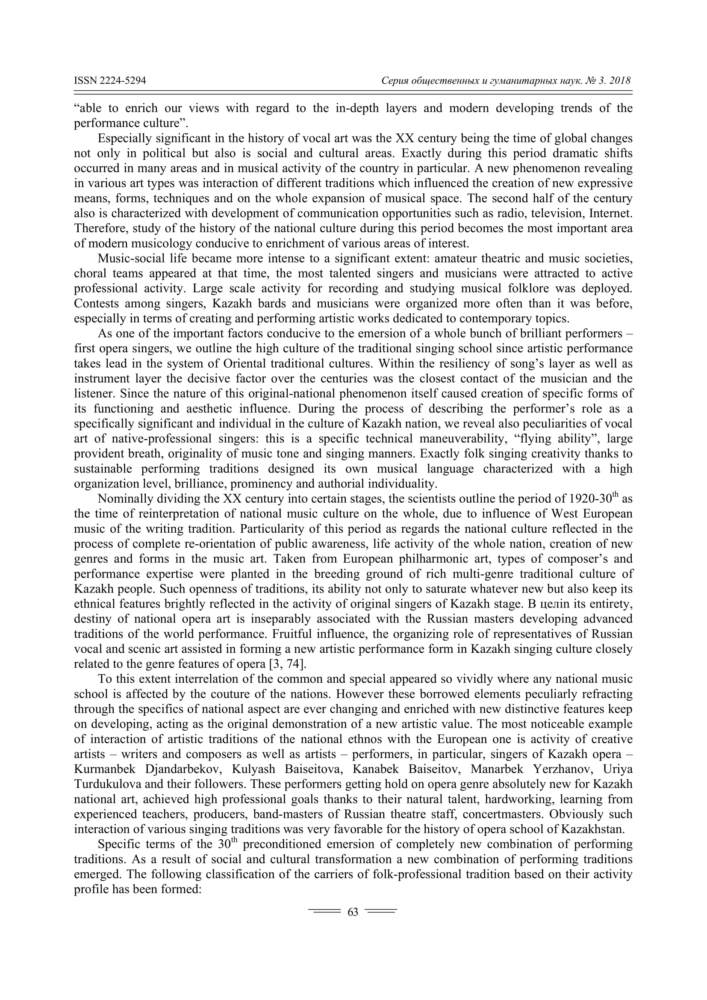 ISSN 2224-5294 Серия общественных и гуманитарных наук. № 3. 2018
“able to enrich our views with regard to the in-depth layers and modern developing trends of the
performance culture”.
Especially significant in the history of vocal art was the XX century being the time of global changes
not only in political but also is social and cultural areas. Exactly during this period dramatic shifts
occurred in many areas and in musical activity of the country in particular. A new phenomenon revealing
in various art types was interaction of different traditions which influenced the creation of new expressive
means, forms, techniques and on the whole expansion of musical space. The second half of the century
also is characterized with development of communication opportunities such as radio, television, Internet.
Therefore, study of the history of the national culture during this period becomes the most important area
of modern musicology conducive to enrichment of various areas of interest.
Music-social life became more intense to a significant extent: amateur theatric and music societies,
choral teams appeared at that time, the most talented singers and musicians were attracted to active
professional activity. Large scale activity for recording and studying musical folklore was deployed.
Contests among singers, Kazakh bards and musicians were organized more often than it was before,
especially in terms of creating and performing artistic works dedicated to contemporary topics.
As one of the important factors conducive to the emersion of a whole bunch of brilliant performers –
first opera singers, we outline the high culture of the traditional singing school since artistic performance
takes lead in the system of Oriental traditional cultures. Within the resiliency of song’s layer as well as
instrument layer the decisive factor over the centuries was the closest contact of the musician and the
listener. Since the nature of this original-national phenomenon itself caused creation of specific forms of
its functioning and aesthetic influence. During the process of describing the performer’s role as a
specifically significant and individual in the culture of Kazakh nation, we reveal also peculiarities of vocal
art of native-professional singers: this is a specific technical maneuverability, “flying ability”, large
provident breath, originality of music tone and singing manners. Exactly folk singing creativity thanks to
sustainable performing traditions designed its own musical language characterized with a high
organization level, brilliance, prominency and authorial individuality.
Nominally dividing the XX century into certain stages, the scientists outline the period of 1920-30th as
the time of reinterpretation of national music culture on the whole, due to influence of West European
music of the writing tradition. Particularity of this period as regards the national culture reflected in the
process of complete re-orientation of public awareness, life activity of the whole nation, creation of new
genres and forms in the music art. Taken from European philharmonic art, types of composer’s and
performance expertise were planted in the breeding ground of rich multi-genre traditional culture of
Kazakh people. Such openness of traditions, its ability not only to saturate whatever new but also keep its
ethnical features brightly reflected in the activity of original singers of Kazakh stage. В целin its entirety,
destiny of national opera art is inseparably associated with the Russian masters developing advanced
traditions of the world performance. Fruitful influence, the organizing role of representatives of Russian
vocal and scenic art assisted in forming a new artistic performance form in Kazakh singing culture closely
related to the genre features of opera [3, 74].
To this extent interrelation of the common and special appeared so vividly where any national music
school is affected by the couture of the nations. However these borrowed elements peculiarly refracting
through the specifics of national aspect are ever changing and enriched with new distinctive features keep
on developing, acting as the original demonstration of a new artistic value. The most noticeable example
of interaction of artistic traditions of the national ethnos with the European one is activity of creative
artists – writers and composers as well as artists – performers, in particular, singers of Kazakh opera –
Kurmanbek Djandarbekov, Kulyash Baiseitova, Kanabek Baiseitov, Manarbek Yerzhanov, Uriya
Turdukulova and their followers. These performers getting hold on opera genre absolutely new for Kazakh
national art, achieved high professional goals thanks to their natural talent, hardworking, learning from
experienced teachers, producers, band-masters of Russian theatre staff, concertmasters. Obviously such
interaction of various singing traditions was very favorable for the history of opera school of Kazakhstan.
Specific terms of the 30th preconditioned emersion of completely new combination of performing
traditions. As a result of social and cultural transformation a new combination of performing traditions
emerged. The following classification of the carriers of folk-professional tradition based on their activity
profile has been formed:
63